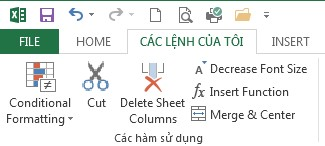 FILE HOME CÁC LỆNH CỦA TÔI INSERT
Conditional Formatting
Cut
Delete Sheet Columns
Decrease Font Size
Insert Function
Merge & Center
Các hàm sử dụng